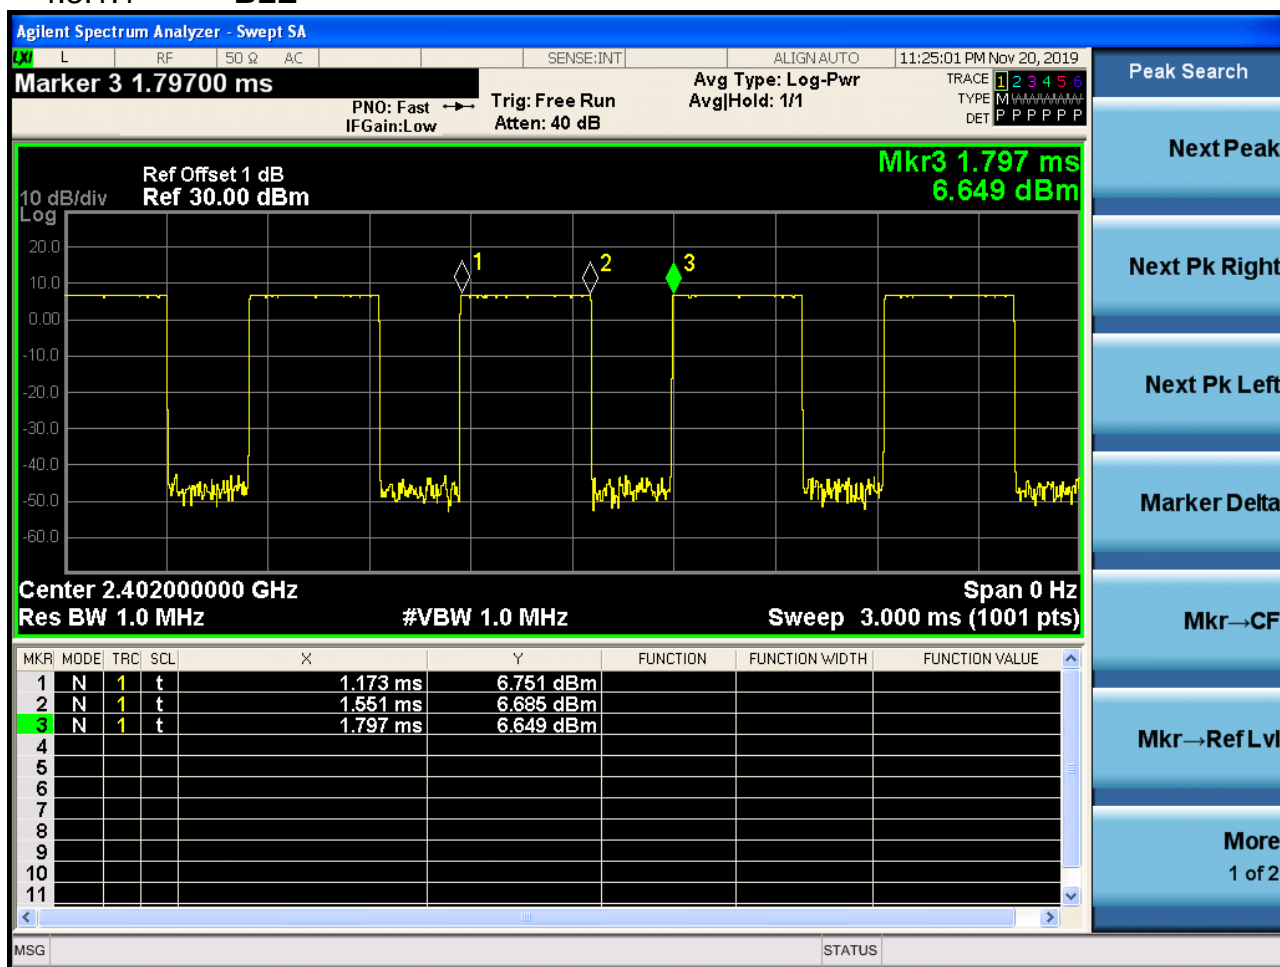 BLE
Agilent Spectrum Analyzer - Swept SA
LXI L RF 50 Ω AC SENSE:INT ALIGN AUTO 11:25:01 PM Nov 20, 2019
Marker 3 1.79700 ms
PNO: Fast
IFGain:Low
Trig: Free Run
Atten: 40 dB
Avg Type: Log-Pwr
Avg|Hold: 1/1
TRACE 1 2 3 4 5 6
TYPE M
DET P P P P P P
Peak Search
Next Peak
Next Pk Right
Next Pk Left
Marker Delta
Mkr→CF
Mkr→Ref Lvl
More
1 of 2
Mkr3 1.797 ms
6.649 dBm
Ref Offset 1 dB
10 dB/div Ref 30.00 dBm
Log
20.0
10.0
0.00
-10.0
-20.0
-30.0
-40.0
-50.0
-60.0
1
2
3
Center 2.402000000 GHz Span 0 Hz
Res BW 1.0 MHz #VBW 1.0 MHz Sweep 3.000 ms (1001 pts)
MKR MODE TRC SCL X Y FUNCTION FUNCTION WIDTH FUNCTION VALUE
1 N 1 t 1.173 ms 6.751 dBm
2 N 1 t 1.551 ms 6.685 dBm
3 N 1 t 1.797 ms 6.649 dBm
4
5
6
7
8
9
10
11
MSG STATUS